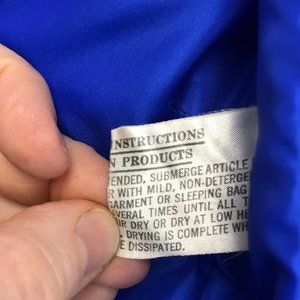 INSTRUCTIONS
N PRODUCTS
ENDED. SUBMERGE ARTICLE
WITH MILD, NON-DETERGE
GARMENT OR SLEEPING BAG
EVERAL TIMES UNTIL ALL
AIR DRY OR DRY AT LOW HE
. DRYING IS COMPLETE WH
E DISSIPATED.